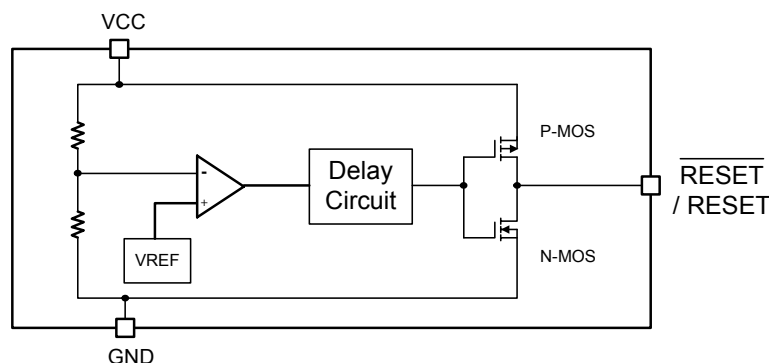 VCC
P-MOS
-
Delay
Circuit
RESET
/ RESET
+
VREF
N-MOS
GND